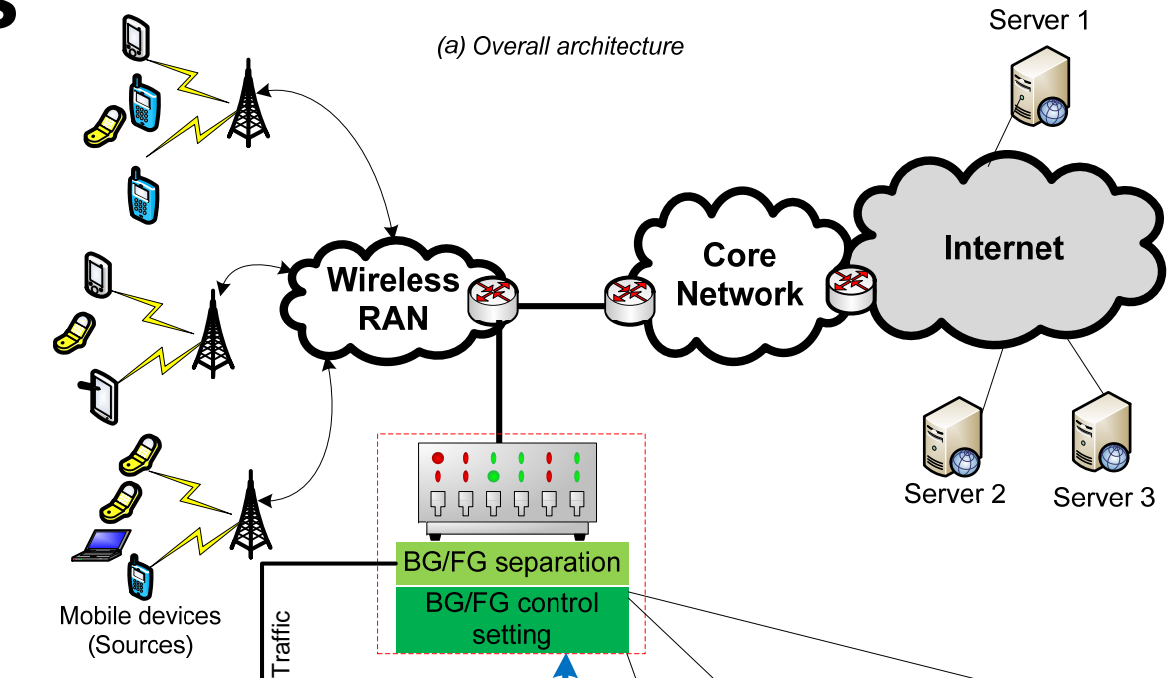 (a) Overall architecture
Server 1
Wireless
RAN
Core
Network
Internet
Server 2
Server 3
BG/FG separation
BG/FG control
setting
Mobile devices
(Sources)
Traffic